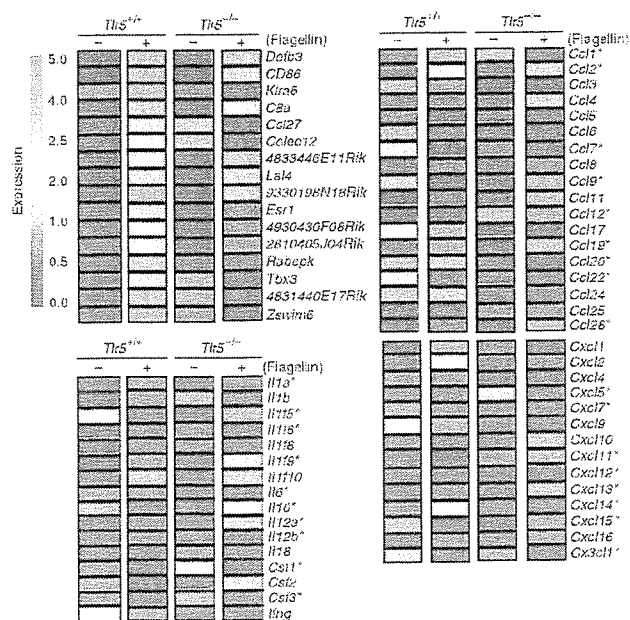 Tlr5+/+ Tlr5−/−
− + − + (Flagellin)
Expression
5.0
4.0
2.5
2.0
1.0
0.5
0.0
Defb3
CD86
Klra6
C8a
Ccl27
Colec12
4833446E11Rik
Lal4
9330198N18Rik
Esr1
4930430F08Rik
2610405J04Rik
Rabepk
Tbx3
4831440E17Rik
Zswim6
Tlr5+/+ Tlr5−/−
− + − + (Flagellin)
Il1a*
Il1b
Il1f5*
Il1f6*
Il1f8
Il1f9*
Il1f10
Il6*
Il10*
Il12a*
Il12b*
Il18
Csf1*
Csf2
Csf3*
Ifng
Tlr5+/+ Tlr5−/−
− + − + (Flagellin)
Ccl1*
Ccl2*
Ccl3
Ccl4
Ccl5
Ccl6
Ccl7*
Ccl8
Ccl9*
Ccl11
Ccl12*
Ccl17
Ccl19*
Ccl20*
Ccl22*
Ccl24
Ccl25
Ccl28*
Cxcl1
Cxcl2
Cxcl4
Cxcl5*
Cxcl7*
Cxcl9
Cxcl10
Cxcl11*
Cxcl12*
Cxcl13*
Cxcl14*
Cxcl15*
Cxcl16
Cx3cl1*